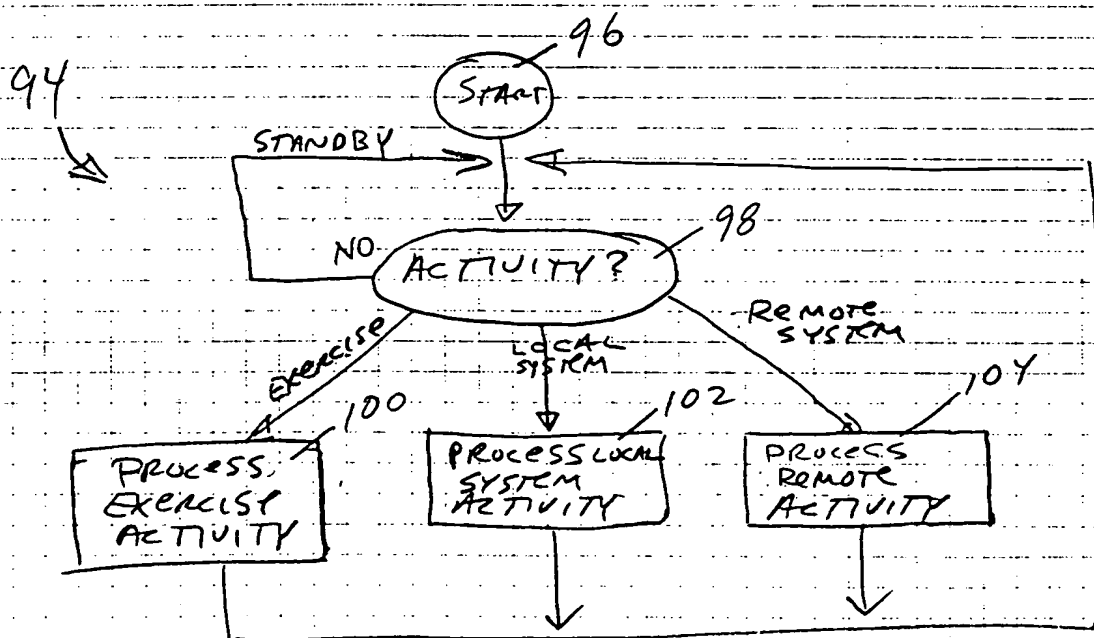 96
94
START
STANDBY
98
NO
ACTIVITY?
REMOTE
SYSTEM
EXERCISE
LOCAL
SYSTEM
100
102
104
PROCESS
EXERCISE
ACTIVITY
PROCESS LOCAL
SYSTEM
ACTIVITY
PROCESS
REMOTE
ACTIVITY